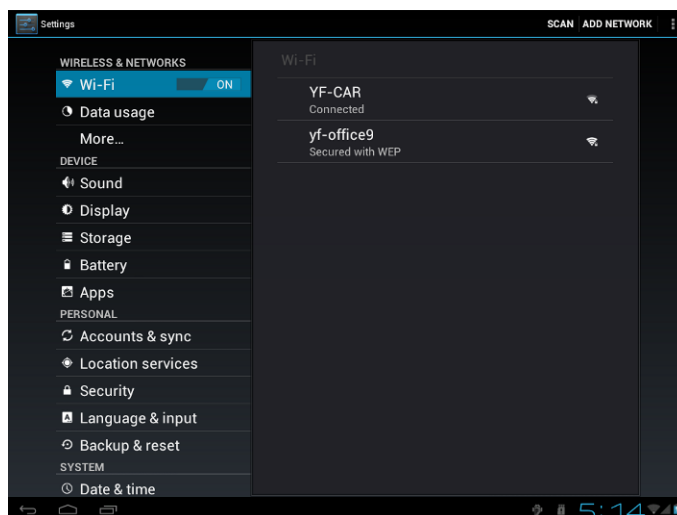 Settings
SCAN ADD NETWORK
WIRELESS & NETWORKS
Wi-Fi ON
Data usage
More...
DEVICE
Sound
Display
Storage
Battery
Apps
PERSONAL
Accounts & sync
Location services
Security
Language & input
Backup & reset
SYSTEM
Date & time
Wi-Fi
YF-CAR
Connected
yf-office9
Secured with WEP
5:14